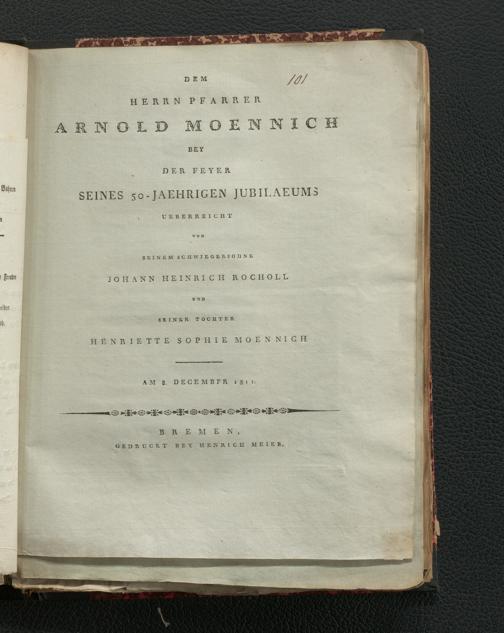 DEM
101
HERRN PFARRER
ARNOLD MOENNICH
BEY
DER FEYER
SEINES 50-JAEHRIGEN JUBILAEUMS
UEBERREICHT
VON
SEINEM SCHWIEGERSOHNE
JOHANN HEINRICH ROCHOLL
UND
SEINER TOCHTER
HENRIETTE SOPHIE MOENNICH
AM 8. DECEMBER 1811.
BREMEN,
GEDRUCKT BEY HENRICH MEIER.